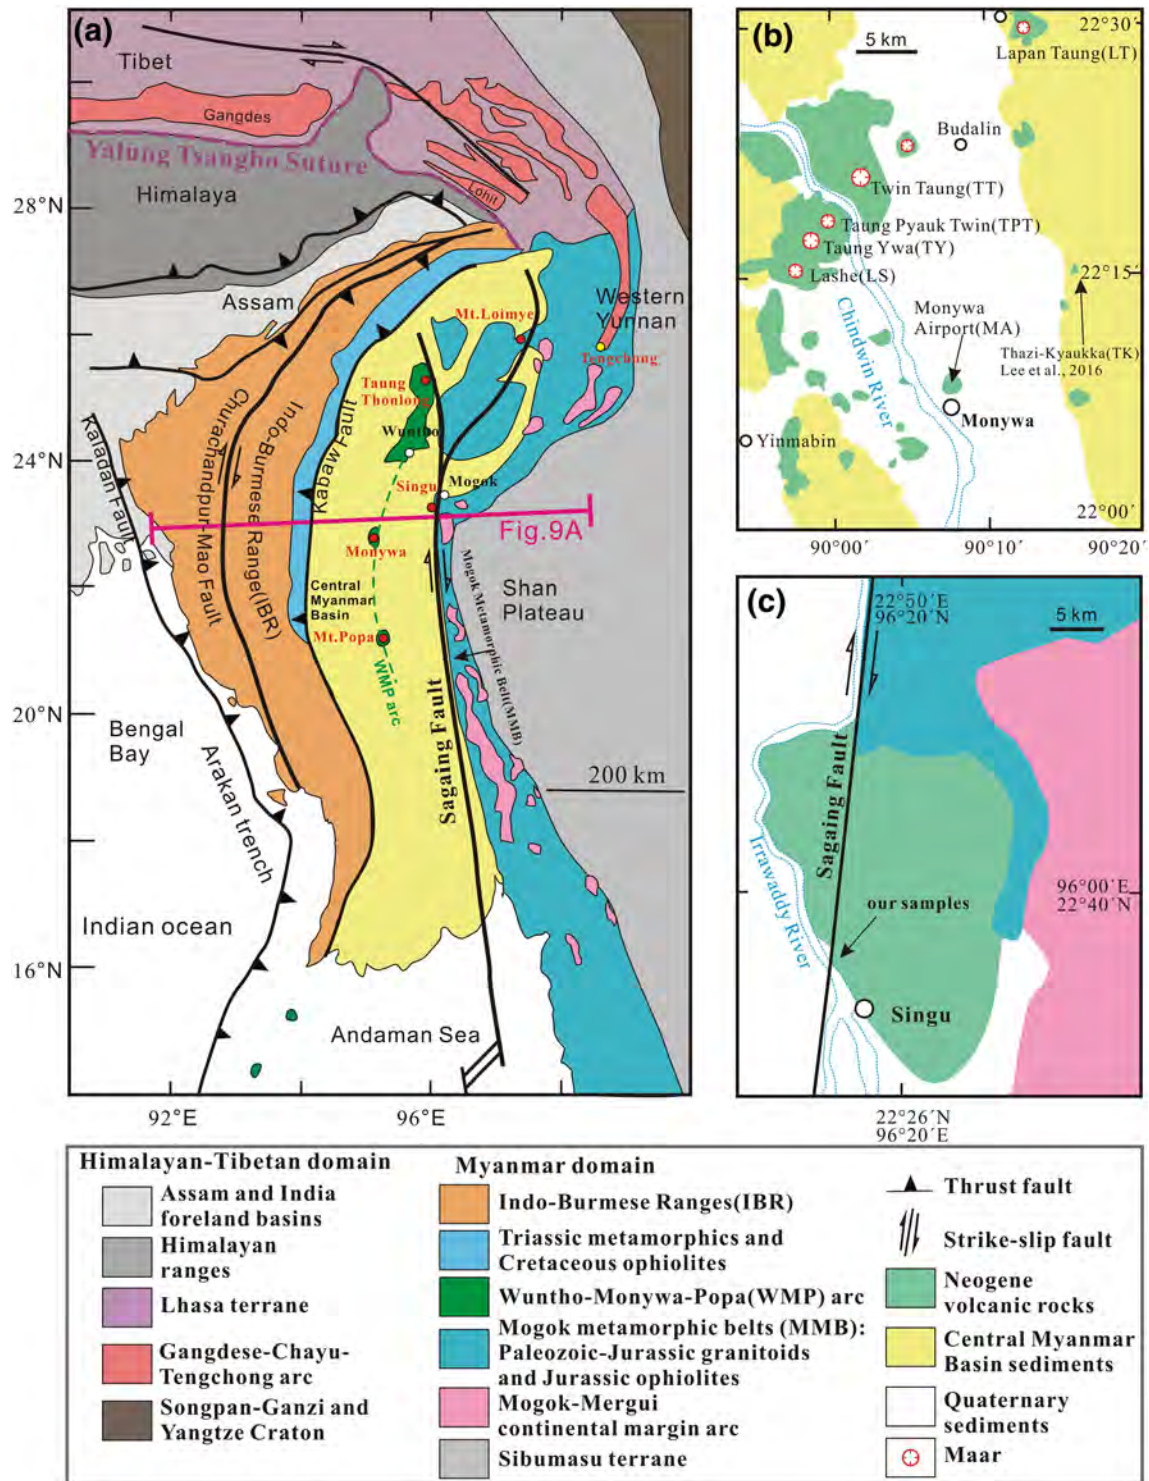 (a)
Tibet
Gangdes
Yalung Tsangbo Suture
Himalaya
Lohit
28°N
Assam
Western
Yunnan
Mt.Loimye
Tengchung
Taung
Thonlong
Wuntho
Kabaw Fault
Indo-Burmese Range(IBR)
Churachandpur-Mao Fault
Kaladan Fault
24°N
Singu
Mogok
Fig.9A
Monywa
Central
Myanmar
Basin
Mt.Popa
WMP arc
Mogok Metamorphic Belt(MMB)
Shan
Plateau
Sagaing Fault
20°N
Bengal
Bay
Arakan trench
200 km
Indian ocean
16°N
Andaman Sea
92°E
96°E
(b)
5 km
22°30′
Lapan Taung(LT)
Budalin
Twin Taung(TT)
Taung Pyauk Twin(TPT)
Taung Ywa(TY)
Lashe(LS)
22°15′
Chindwin River
Monywa
Airport(MA)
Thazi-Kyaukka(TK)
Lee et al., 2016
Monywa
Yinmabin
22°00′
90°00′
90°10′
90°20′
(c)
22°50′E
96°20′N
5 km
Sagaing Fault
Irrawaddy River
our samples
96°00′E
22°40′N
Singu
22°26′N
96°20′E
Himalayan-Tibetan domain
Assam and India
foreland basins
Himalayan
ranges
Lhasa terrane
Gangdese-Chayu-
Tengchong arc
Songpan-Ganzi and
Yangtze Craton
Myanmar domain
Indo-Burmese Ranges(IBR)
Triassic metamorphics and
Cretaceous ophiolites
Wuntho-Monywa-Popa(WMP) arc
Mogok metamorphic belts (MMB):
Paleozoic-Jurassic granitoids
and Jurassic ophiolites
Mogok-Mergui
continental margin arc
Sibumasu terrane
Thrust fault
Strike-slip fault
Neogene
volcanic rocks
Central Myanmar
Basin sediments
Quaternary
sediments
Maar